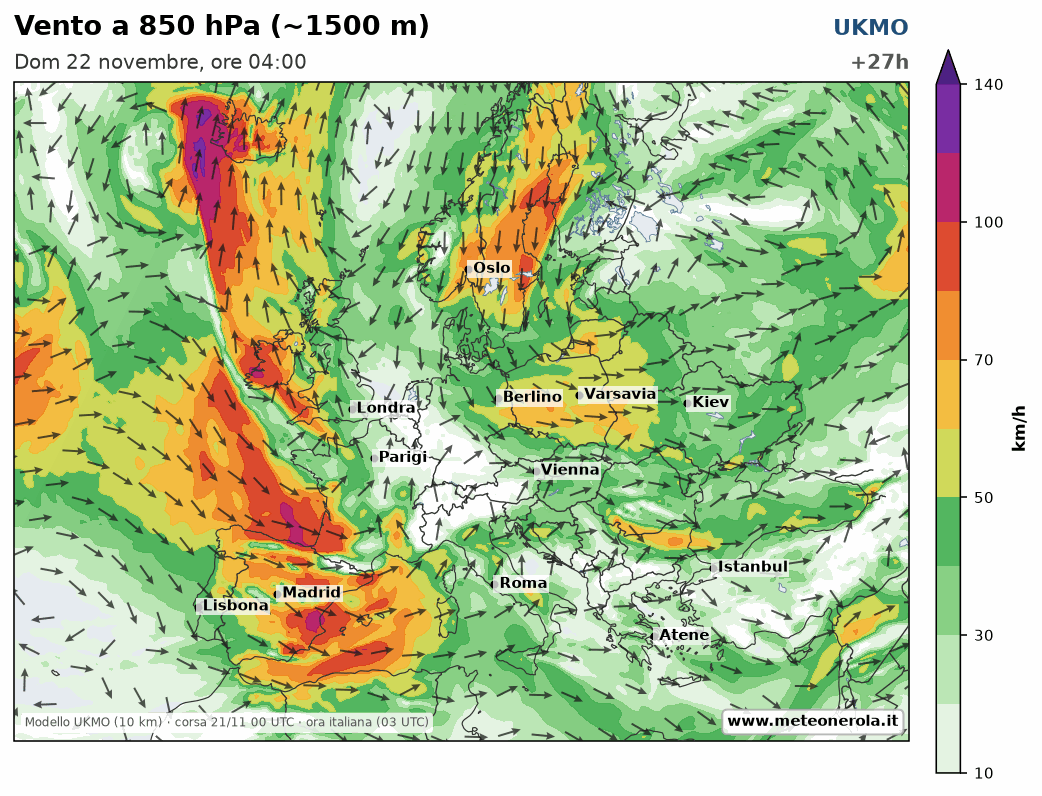 Vento a 850 hPa (~1500 m)
UKMO
Dom 22 novembre, ore 04:00
+27h
140
100
70
50
30
10
km/h
Oslo
Berlino
Varsavia
Kiev
Londra
Parigi
Vienna
Istanbul
Roma
Madrid
Lisbona
Atene
Modello UKMO (10 km) · corsa 21/11 00 UTC · ora italiana (03 UTC)
www.meteonerola.it